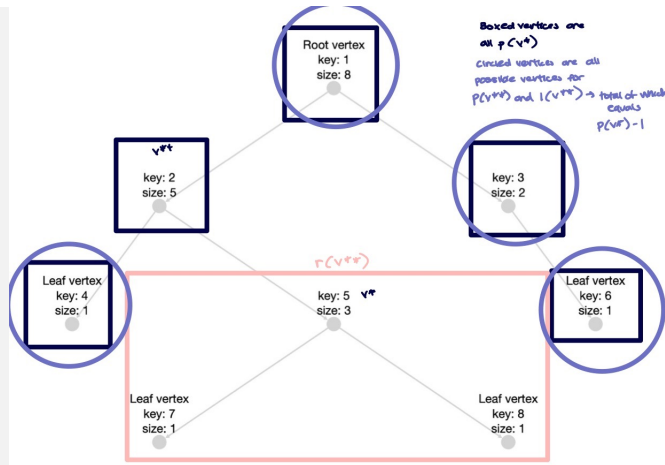 Root vertex
key: 1
size: 8
Boxed vertices are
all p(v*)
circled vertices are all
possible vertices for
p(v**) and l(v**) → total of which
equals
p(v*) - 1
v**
key: 2
size: 5
key: 3
size: 2
r(v**)
Leaf vertex
key: 4
size: 1
key: 5 v*
size: 3
Leaf vertex
key: 6
size: 1
Leaf vertex
key: 7
size: 1
Leaf vertex
key: 8
size: 1